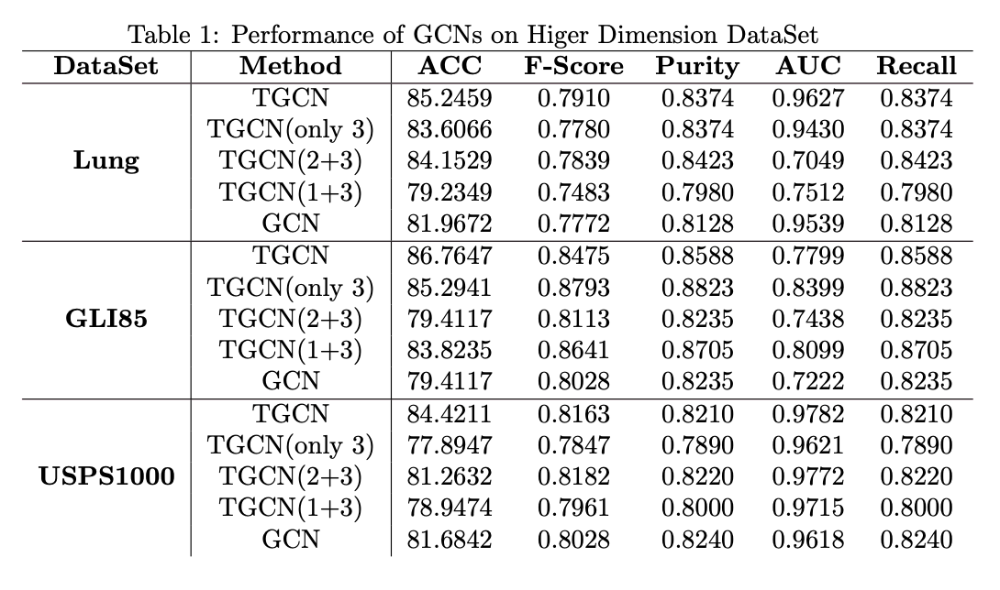 Table 1: Performance of GCNs on Higer Dimension DataSet
DataSet Method ACC F-Score Purity AUC Recall
TGCN 85.2459 0.7910 0.8374 0.9627 0.8374
TGCN(only 3) 83.6066 0.7780 0.8374 0.9430 0.8374
Lung TGCN(2+3) 84.1529 0.7839 0.8423 0.7049 0.8423
TGCN(1+3) 79.2349 0.7483 0.7980 0.7512 0.7980
GCN 81.9672 0.7772 0.8128 0.9539 0.8128
TGCN 86.7647 0.8475 0.8588 0.7799 0.8588
TGCN(only 3) 85.2941 0.8793 0.8823 0.8399 0.8823
GLI85 TGCN(2+3) 79.4117 0.8113 0.8235 0.7438 0.8235
TGCN(1+3) 83.8235 0.8641 0.8705 0.8099 0.8705
GCN 79.4117 0.8028 0.8235 0.7222 0.8235
TGCN 84.4211 0.8163 0.8210 0.9782 0.8210
TGCN(only 3) 77.8947 0.7847 0.7890 0.9621 0.7890
USPS1000 TGCN(2+3) 81.2632 0.8182 0.8220 0.9772 0.8220
TGCN(1+3) 78.9474 0.7961 0.8000 0.9715 0.8000
GCN 81.6842 0.8028 0.8240 0.9618 0.8240